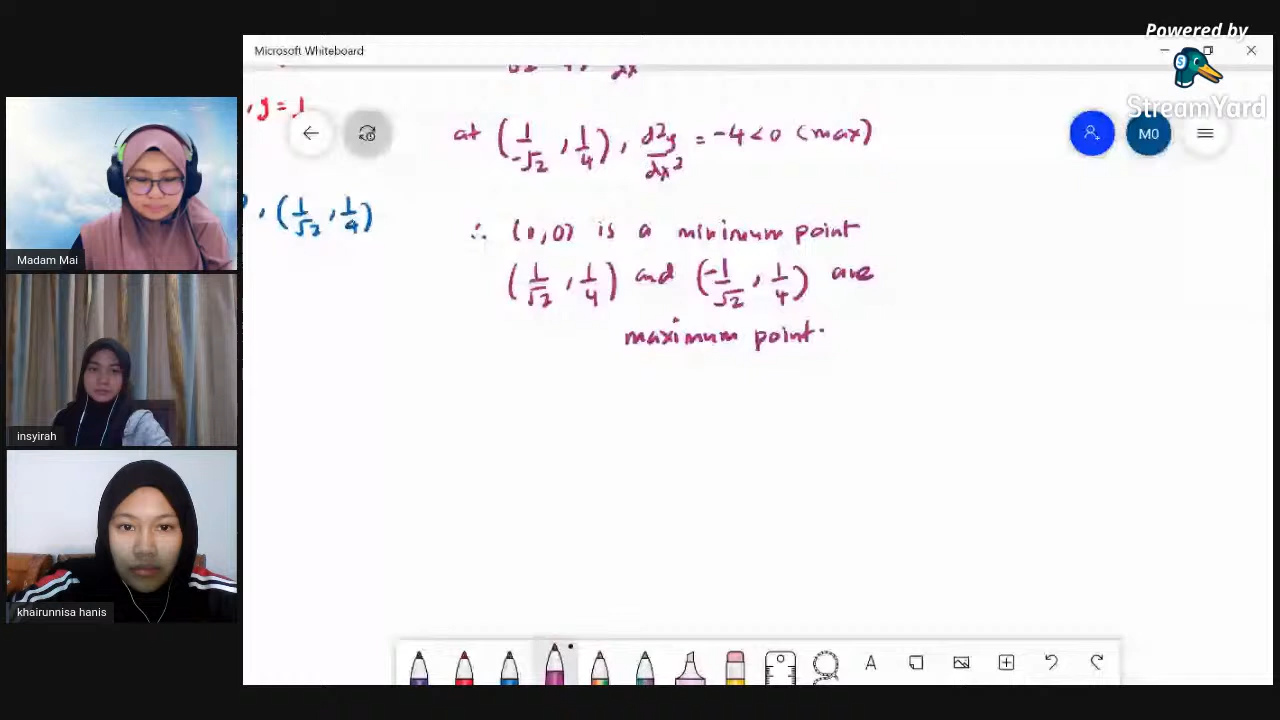 Powered by
StreamYard
Microsoft Whiteboard
, y = 1
at (1/-√2, 1/4), d²y/dx² = -4 < 0 (max)
, (1/√2, 1/4)
∴ (0,0) is a minimum point
(1/√2, 1/4) and (-1/√2, 1/4) are
maximum point.
Madam Mai
insyirah
khairunnisa hanis
M0
A